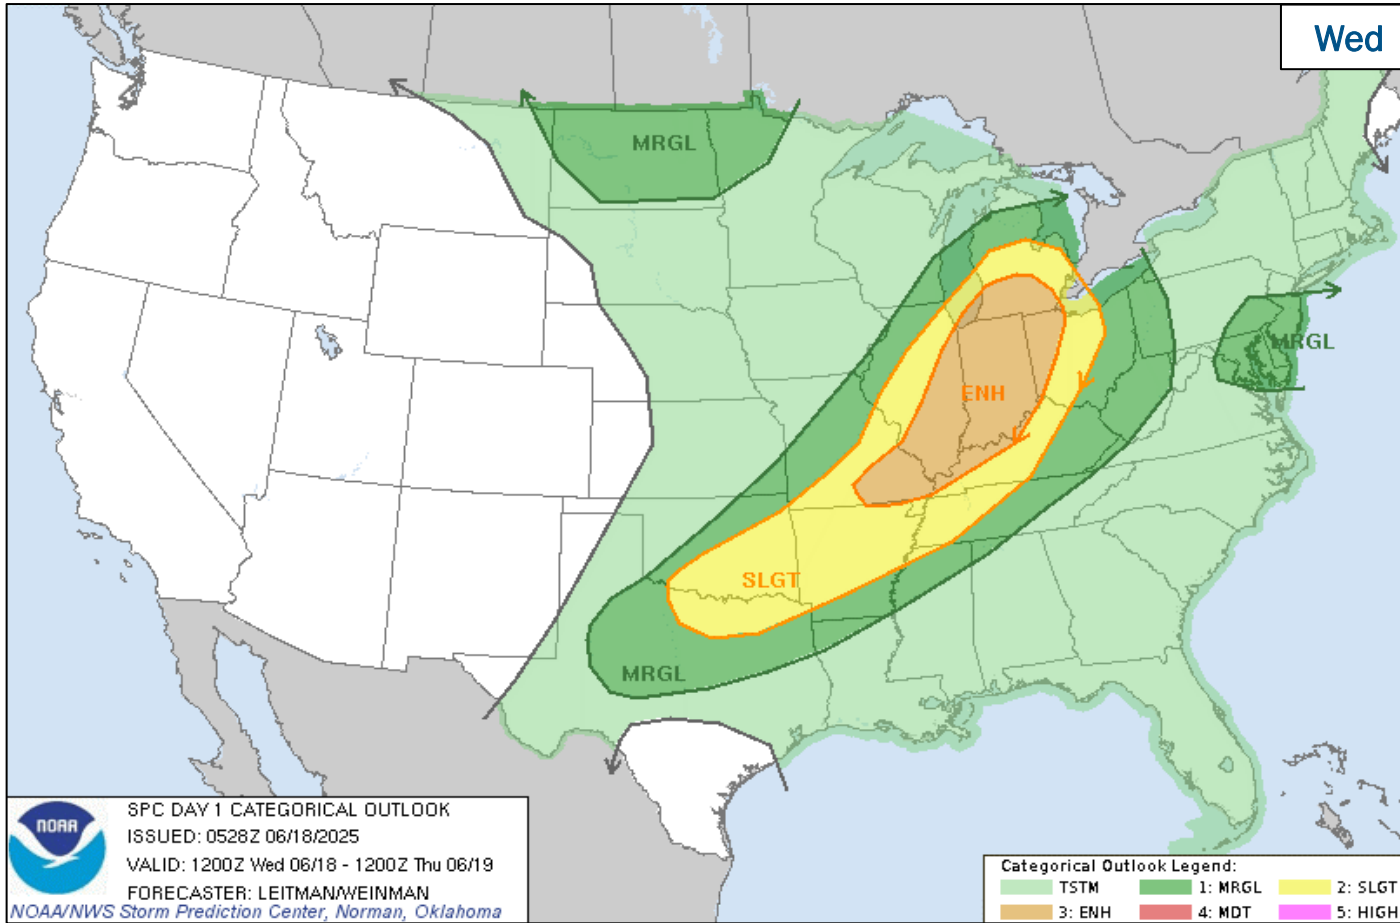 Wed
MRGL
MRGL
ENH
SLGT
MRGL
NOAA
SPC DAY 1 CATEGORICAL OUTLOOK
ISSUED: 0528Z 06/18/2025
VALID: 1200Z Wed 06/18 - 1200Z Thu 06/19
FORECASTER: LEITMAN/WEINMAN
NOAA/NWS Storm Prediction Center, Norman, Oklahoma
Categorical Outlook Legend:
TSTM 1: MRGL 2: SLGT
3: ENH 4: MDT 5: HIGH